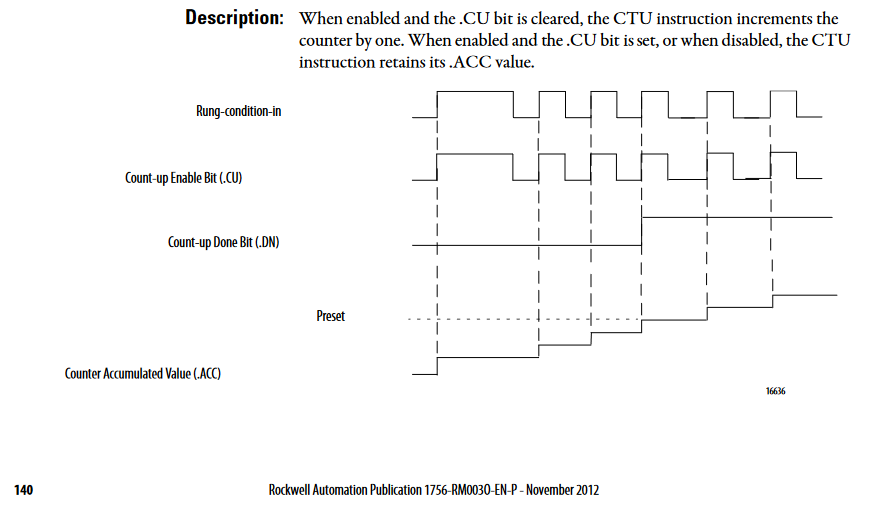 Description: When enabled and the .CU bit is cleared, the CTU instruction increments the
counter by one. When enabled and the .CU bit is set, or when disabled, the CTU
instruction retains its .ACC value.
Rung-condition-in
Count-up Enable Bit (.CU)
Count-up Done Bit (.DN)
Preset
Counter Accumulated Value (.ACC)
16636
140 Rockwell Automation Publication 1756-RM003O-EN-P - November 2012